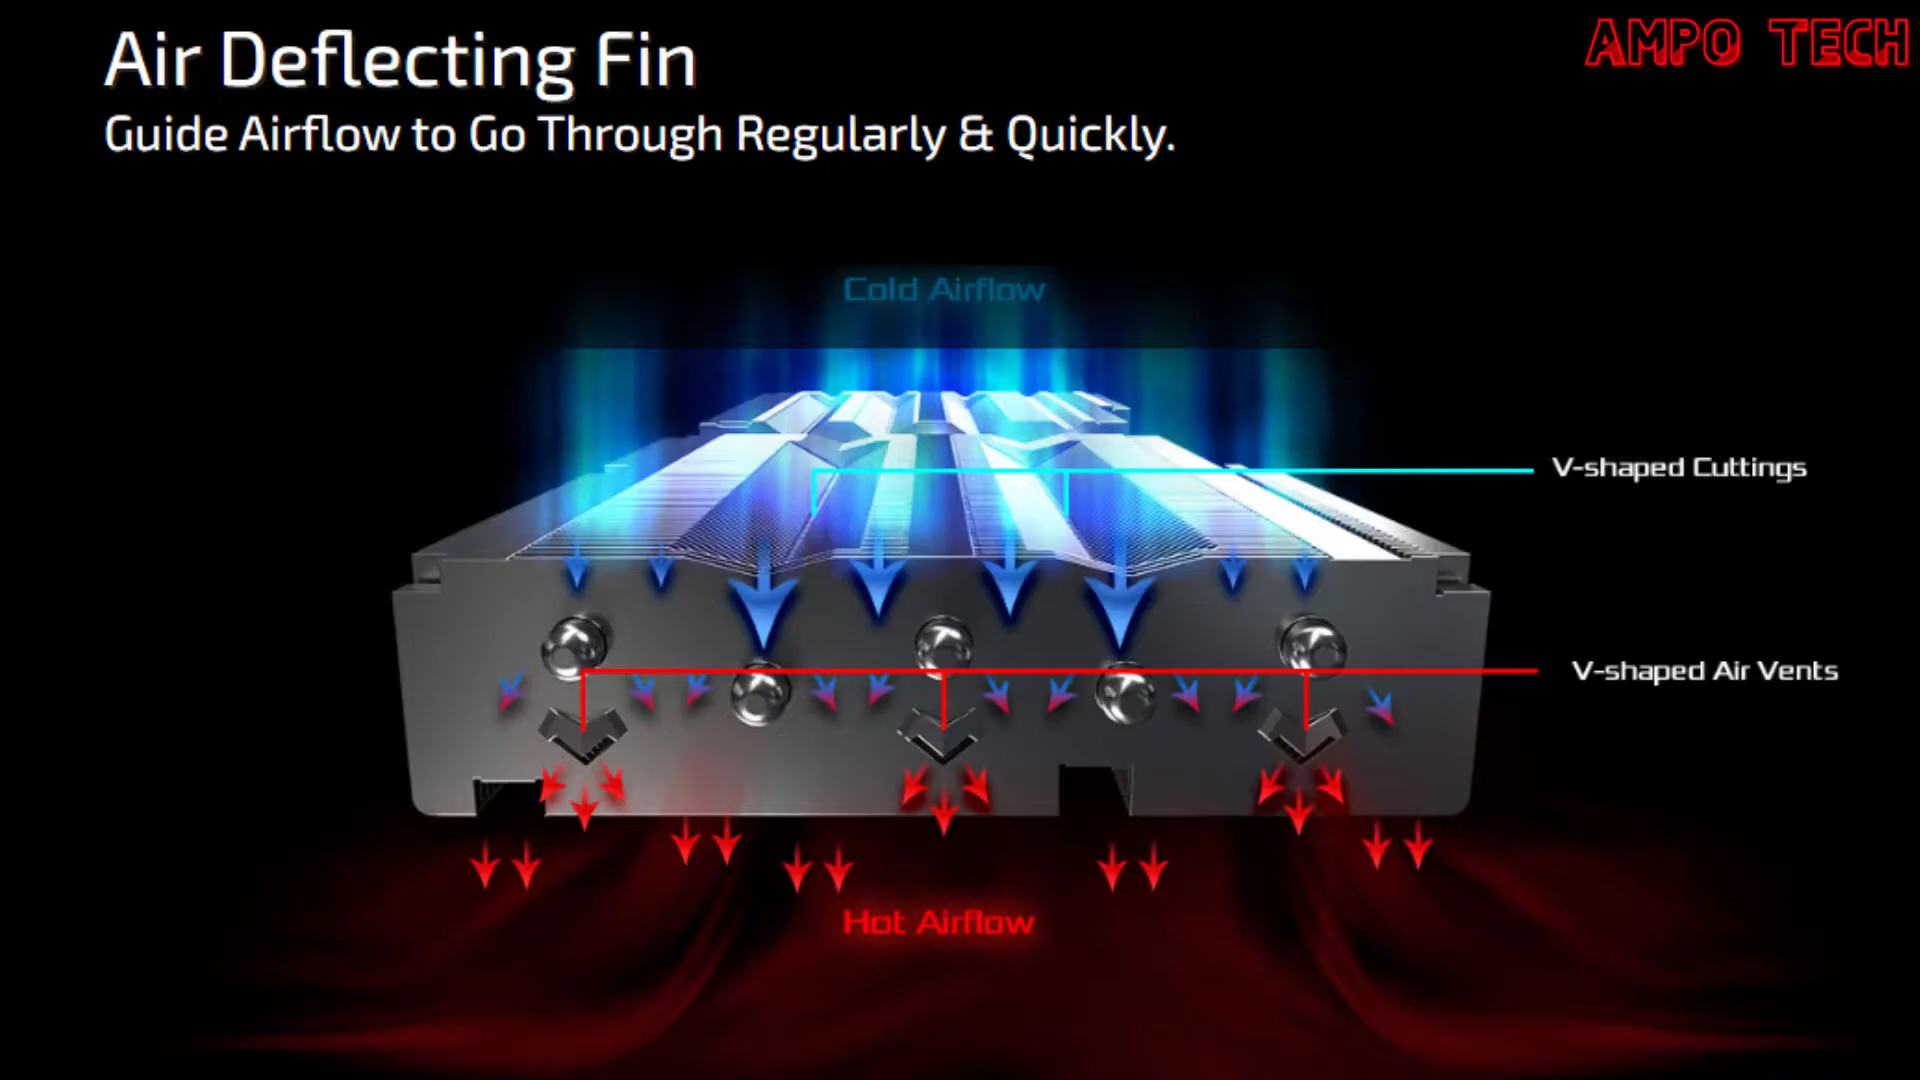 Air Deflecting Fin
AMPO TECH
Guide Airflow to Go Through Regularly & Quickly.
Cold Airflow
V-shaped Cuttings
V-shaped Air Vents
Hot Airflow